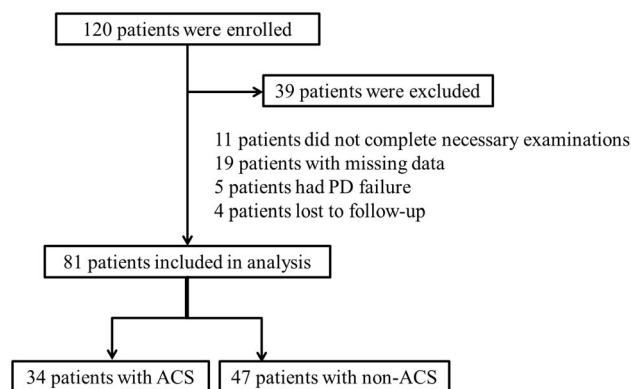 120 patients were enrolled
39 patients were excluded
11 patients did not complete necessary examinations
19 patients with missing data
5 patients had PD failure
4 patients lost to follow-up
81 patients included in analysis
34 patients with ACS
47 patients with non-ACS